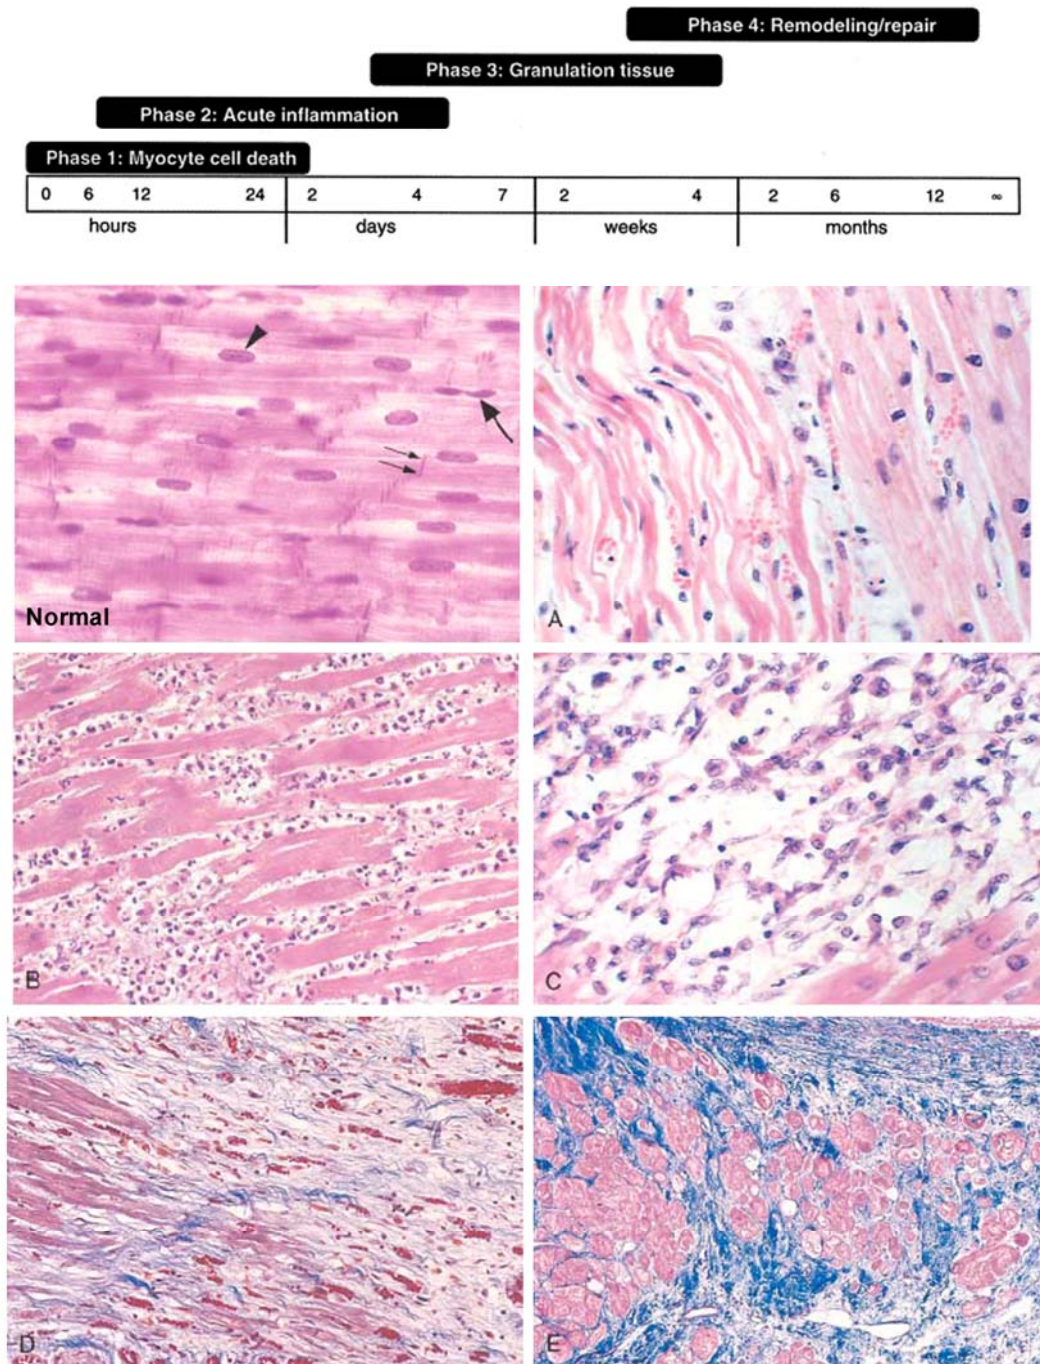 Phase 4: Remodeling/repair
Phase 3: Granulation tissue
Phase 2: Acute inflammation
Phase 1: Myocyte cell death
0 6 12 24 2 4 7 2 4 2 6 12 ∞
hours days weeks months
Normal
A
B
C
D
E